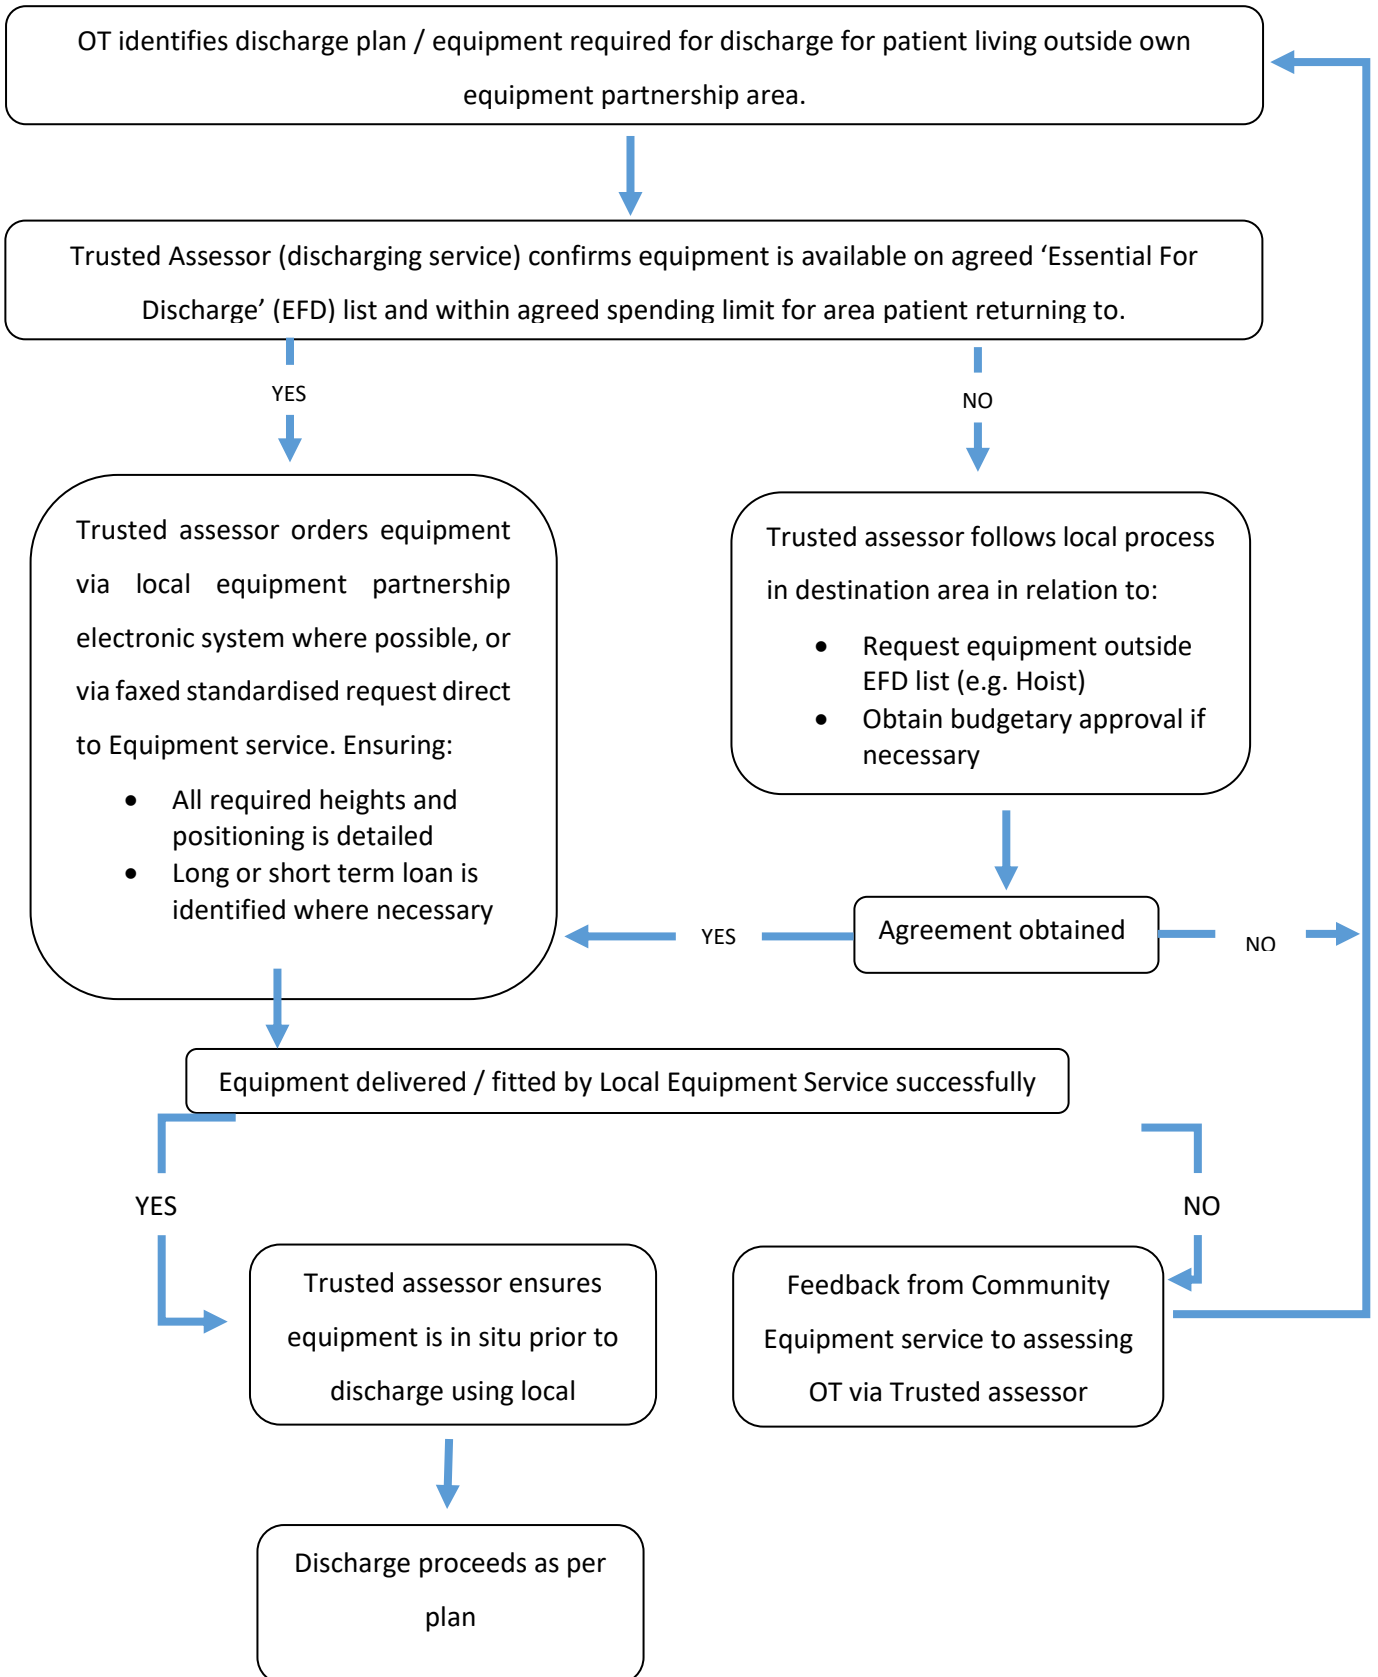 OT identifies discharge plan / equipment required for discharge for patient living outside own
equipment partnership area.
Trusted Assessor (discharging service) confirms equipment is available on agreed ‘Essential For
Discharge’ (EFD) list and within agreed spending limit for area patient returning to.
YES
NO
Trusted assessor orders equipment
via local equipment partnership
electronic system where possible, or
via faxed standardised request direct
to Equipment service. Ensuring:
• All required heights and
positioning is detailed
• Long or short term loan is
identified where necessary
Trusted assessor follows local process
in destination area in relation to:
• Request equipment outside
EFD list (e.g. Hoist)
• Obtain budgetary approval if
necessary
Agreement obtained
YES
NO
Equipment delivered / fitted by Local Equipment Service successfully
YES
NO
Trusted assessor ensures
equipment is in situ prior to
discharge using local
Feedback from Community
Equipment service to assessing
OT via Trusted assessor
Discharge proceeds as per
plan